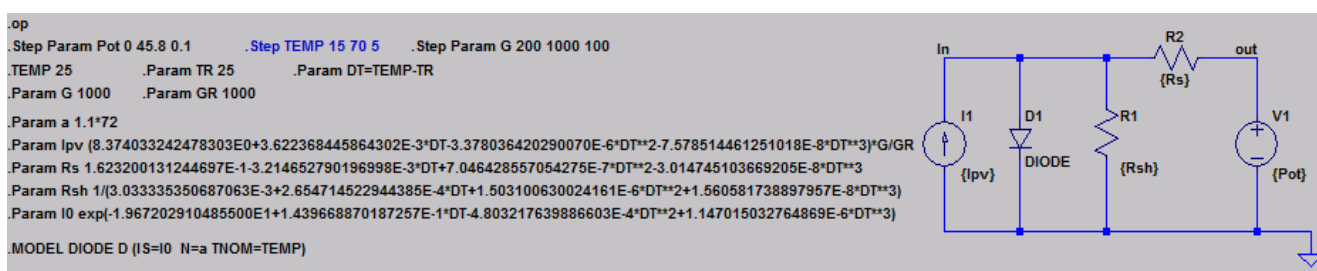 .op
.Step Param Pot 0 45.8 0.1 .Step TEMP 15 70 5 .Step Param G 200 1000 100
.TEMP 25 .Param TR 25 .Param DT=TEMP-TR
.Param G 1000 .Param GR 1000
.Param a 1.1*72
.Param Ipv (8.374033242478303E0+3.622368445864302E-3*DT-3.378036420290070E-6*DT**2-7.578514461251018E-8*DT**3)*G/GR
.Param Rs 1.623200131244697E-1-3.214652790196998E-3*DT+7.046428557054275E-7*DT**2-3.014745103669205E-8*DT**3
.Param Rsh 1/(3.033335350687063E-3+2.654714522944385E-4*DT+1.503100630024161E-6*DT**2+1.560581738897957E-8*DT**3)
.Param I0 exp(-1.967202910485500E1+1.439668870187257E-1*DT-4.803217639886603E-4*DT**2+1.147015032764869E-6*DT**3)
.MODEL DIODE D (IS=I0 N=a TNOM=TEMP)
In
R2
out
{Rs}
I1
D1
R1
V1
DIODE
{Ipv}
{Rsh}
{Pot}